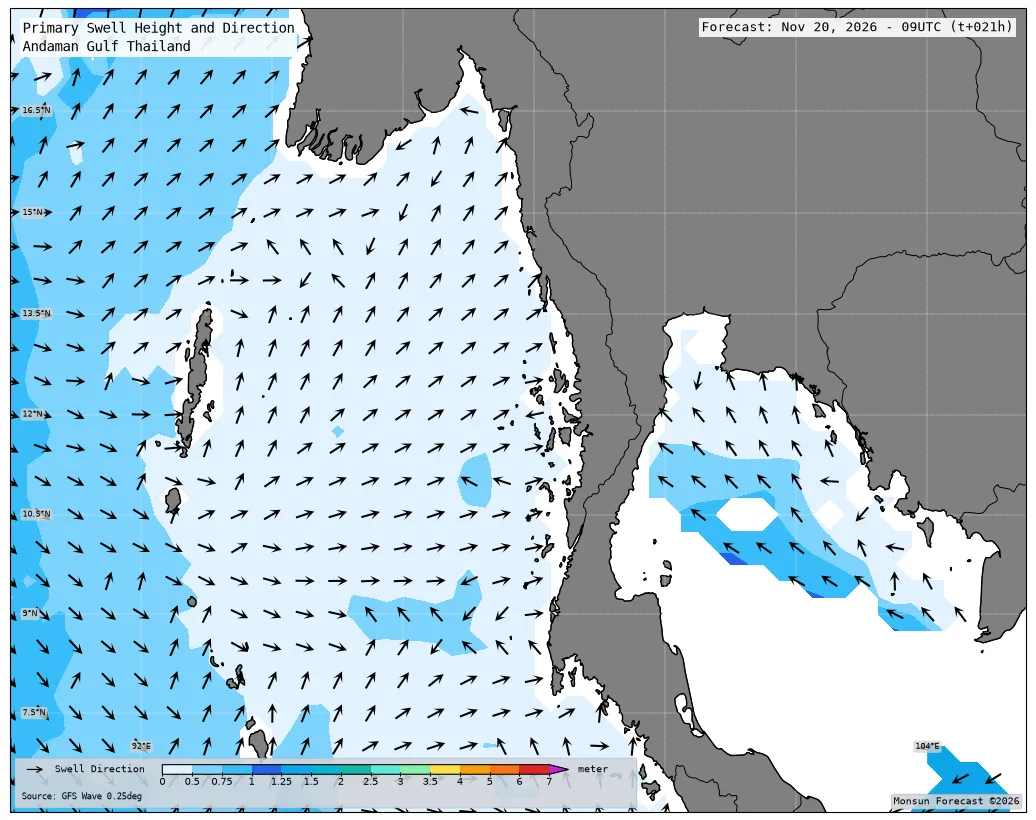 Primary Swell Height and Direction
Andaman Gulf Thailand
Forecast: Nov 20, 2026 - 09UTC (t+021h)
16.5°N
15°N
13.5°N
12°N
10.5°N
9°N
7.5°N
92°E
104°E
Swell Direction
0 0.5 0.75 1.25 1.5 2 2.5 3 3.5 4 4.5 5 6 7
meter
Source: GFS Wave 0.25deg
Monsun Forecast ©2026